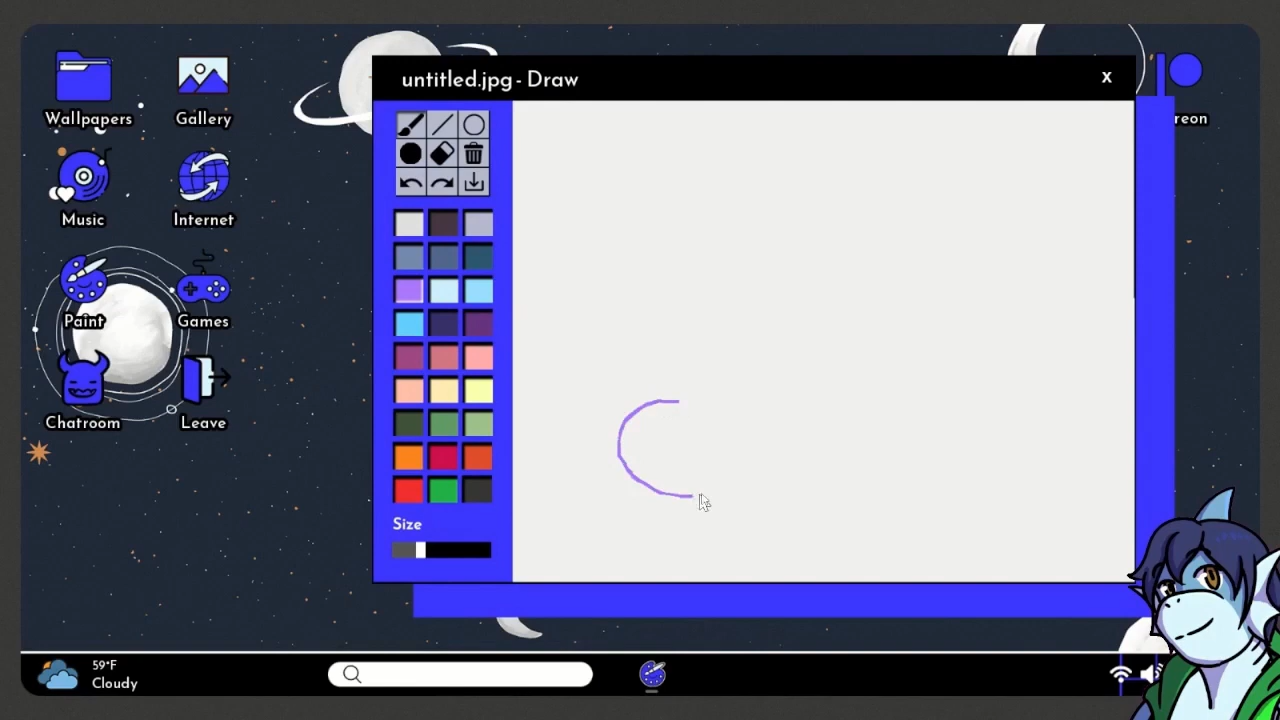 untitled.jpg - Draw
x
Wallpapers
Gallery
reon
Music
Internet
Paint
Games
Chatroom
Leave
Size
59°F
Cloudy